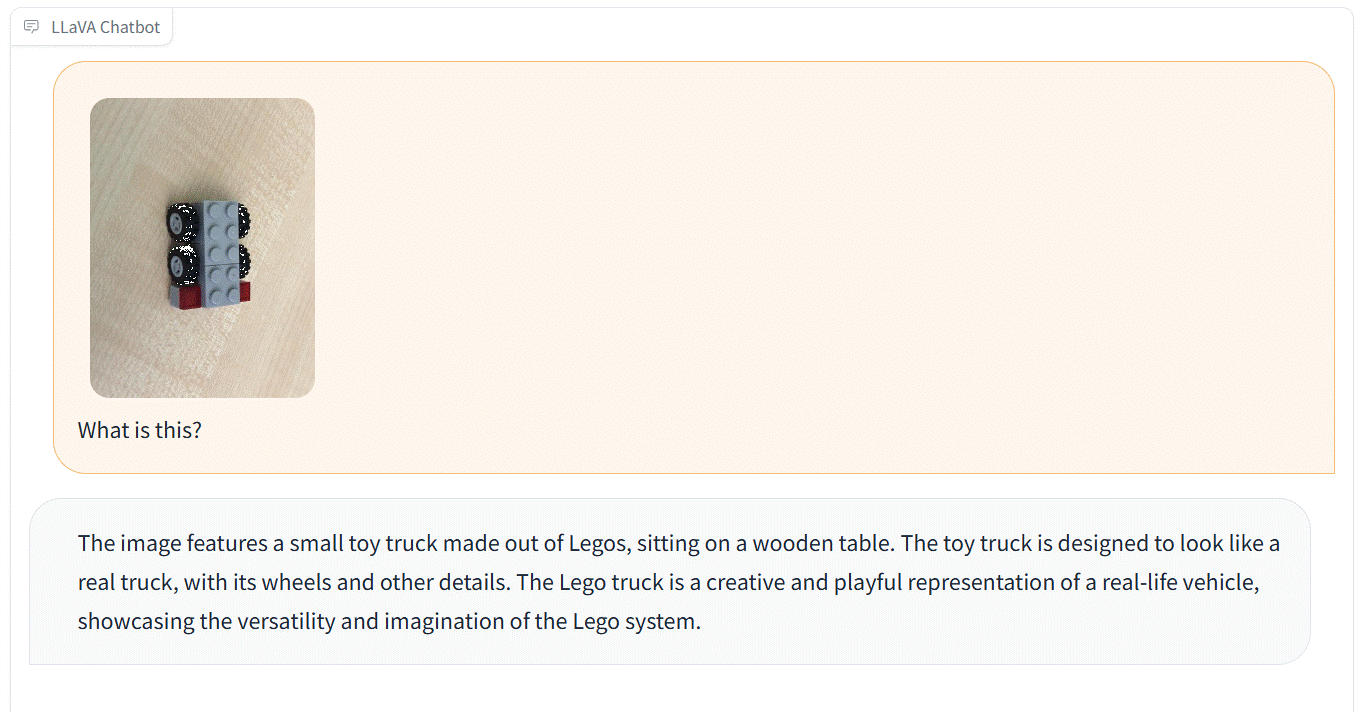 LLaVA Chatbot
What is this?
The image features a small toy truck made out of Legos, sitting on a wooden table. The toy truck is designed to look like a
real truck, with its wheels and other details. The Lego truck is a creative and playful representation of a real-life vehicle,
showcasing the versatility and imagination of the Lego system.